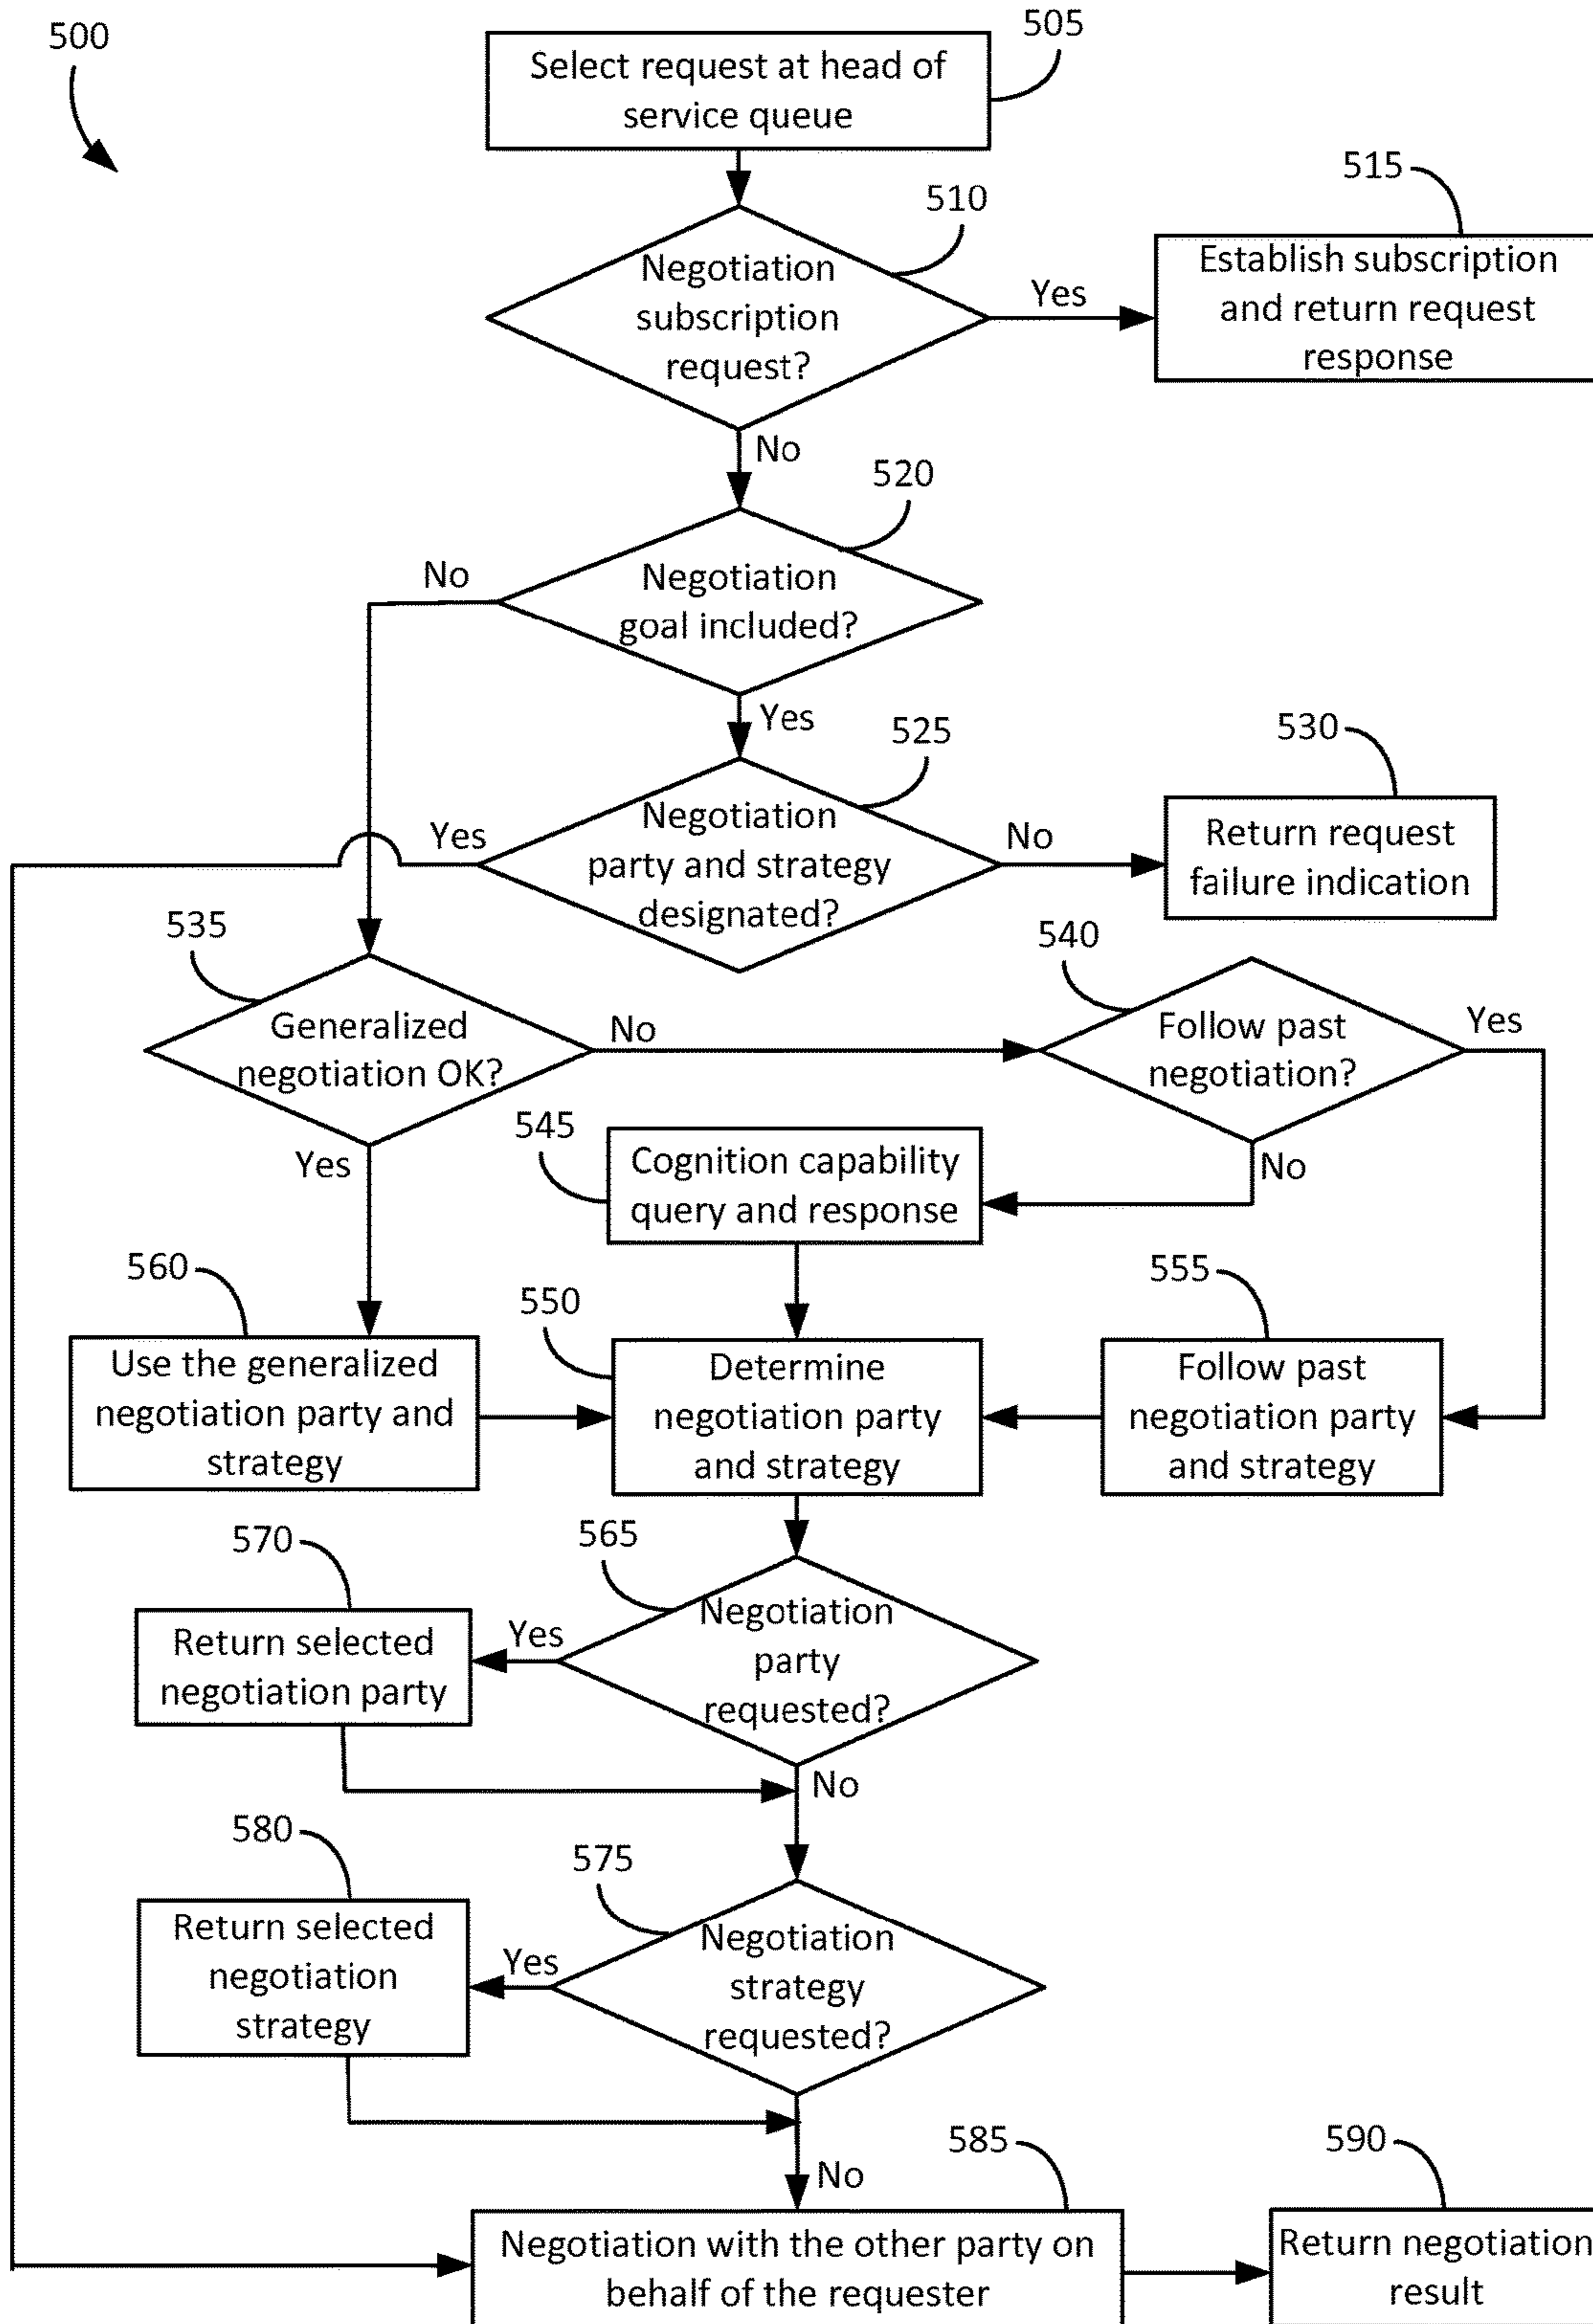 500
505
Select request at head of
service queue
510
515
Negotiation
subscription
request?
Yes
Establish subscription
and return request
response
No
520
No
Negotiation
goal included?
Yes
525
530
Yes
Negotiation
party and strategy
designated?
No
Return request
failure indication
535
540
Generalized
negotiation OK?
No
Follow past
negotiation?
Yes
545
Yes
Cognition capability
query and response
No
560
550
555
Use the generalized
negotiation party and
strategy
Determine
negotiation party
and strategy
Follow past
negotiation party
and strategy
570
565
Return selected
negotiation party
Yes
Negotiation
party
requested?
No
580
575
Return selected
negotiation
strategy
Yes
Negotiation
strategy
requested?
No
585
590
Negotiation with the other party on
behalf of the requester
Return negotiation
result